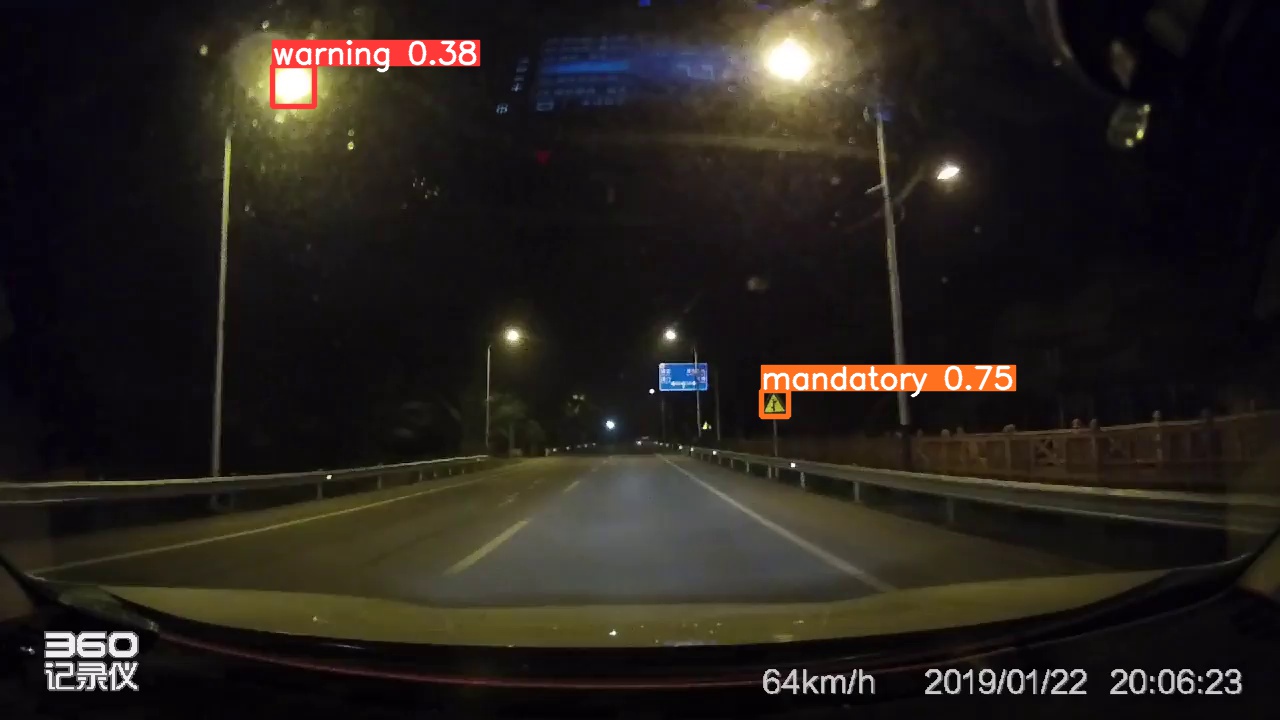 warning 0.38
mandatory 0.75
360
记录仪
64km/h 2019/01/22 20:06:23